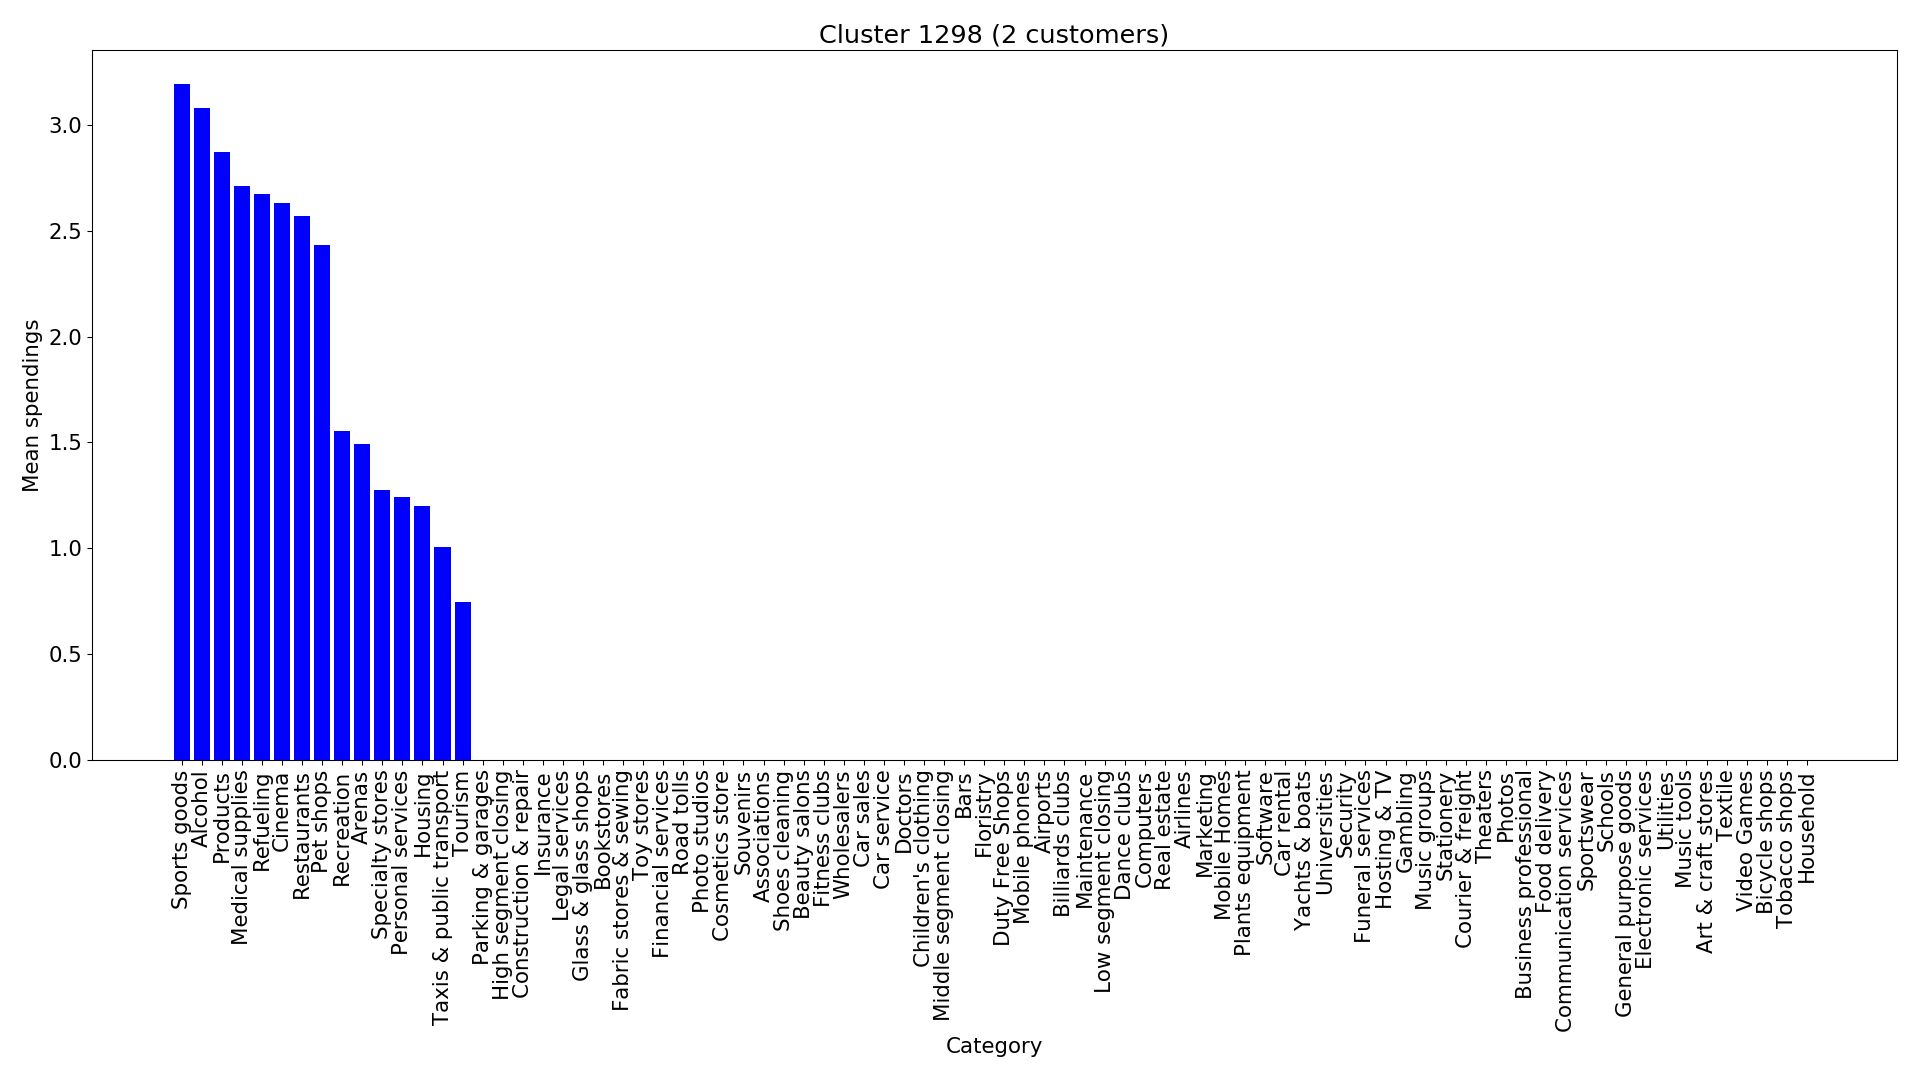 Cluster 1298 (2 customers)
Mean spendings
3.0
2.5
2.0
1.5
1.0
0.5
0.0
Sports goods
Alcohol
Products
Medical supplies
Refueling
Cinema
Restaurants
Pet shops
Recreation
Arenas
Specialty stores
Personal services
Housing
Taxis & public transport
Tourism
Parking & garages
High segment closing
Construction & repair
Insurance
Legal services
Glass & glass shops
Bookstores
Fabric stores & sewing
Toy stores
Financial services
Road tolls
Photo studios
Cosmetics store
Souvenirs
Associations
Shoes cleaning
Beauty salons
Fitness clubs
Wholesalers
Car sales
Car service
Doctors
Children's clothing
Middle segment closing
Bars
Floristry
Duty Free Shops
Mobile phones
Airports
Billiards clubs
Maintenance
Low segment closing
Dance clubs
Computers
Real estate
Airlines
Marketing
Mobile Homes
Plants equipment
Software
Car rental
Yachts & boats
Universities
Security
Funeral services
Hosting & TV
Gambling
Music groups
Stationery
Courier & freight
Theaters
Photos
Business professional
Food delivery
Communication services
Sportswear
Schools
General purpose goods
Electronic services
Utilities
Music tools
Art & craft stores
Textile
Video Games
Bicycle shops
Tobacco shops
Household
Category